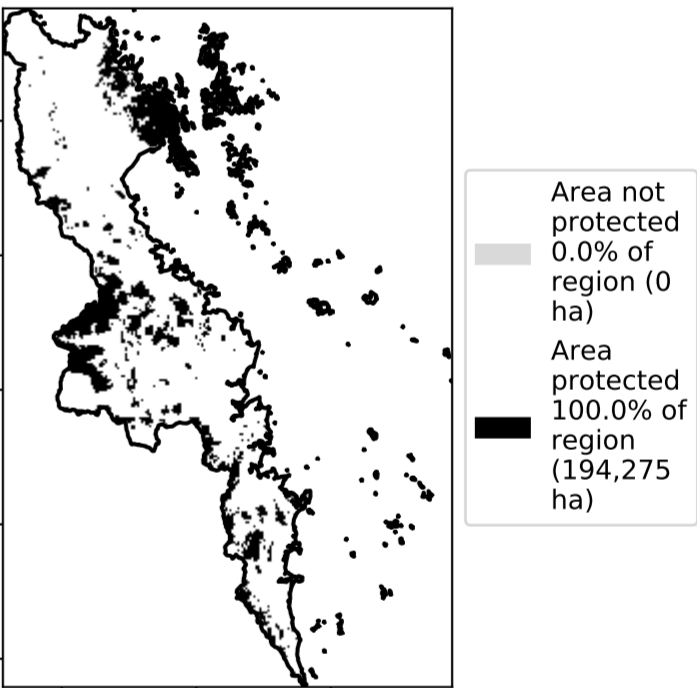 Area not
protected
0.0% of
region (0
ha)
Area
protected
100.0% of
region
(194,275
ha)